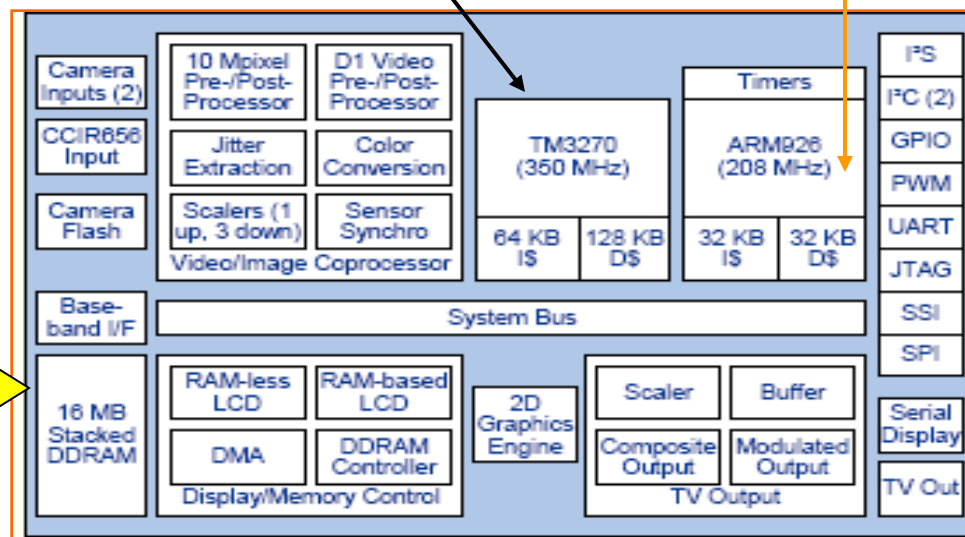 Camera
Inputs (2)
CCIR656
Input
Camera
Flash
10 Mpixel
Pre-/Post-
Processor
D1 Video
Pre-/Post-
Processor
Jitter
Extraction
Color
Conversion
Scalers (1
up, 3 down)
Sensor
Synchro
Video/Image Coprocessor
TM3270
(350 MHz)
64 KB
I$
128 KB
D$
Timers
ARM926
(208 MHz)
32 KB
I$
32 KB
D$
I²S
I²C (2)
GPIO
PWM
UART
JTAG
SSI
SPI
Base-
band I/F
System Bus
16 MB
Stacked
DDRAM
RAM-less
LCD
RAM-based
LCD
DMA
DDRAM
Controller
Display/Memory Control
2D
Graphics
Engine
Scaler
Buffer
Composite
Output
Modulated
Output
TV Output
Serial
Display
TV Out